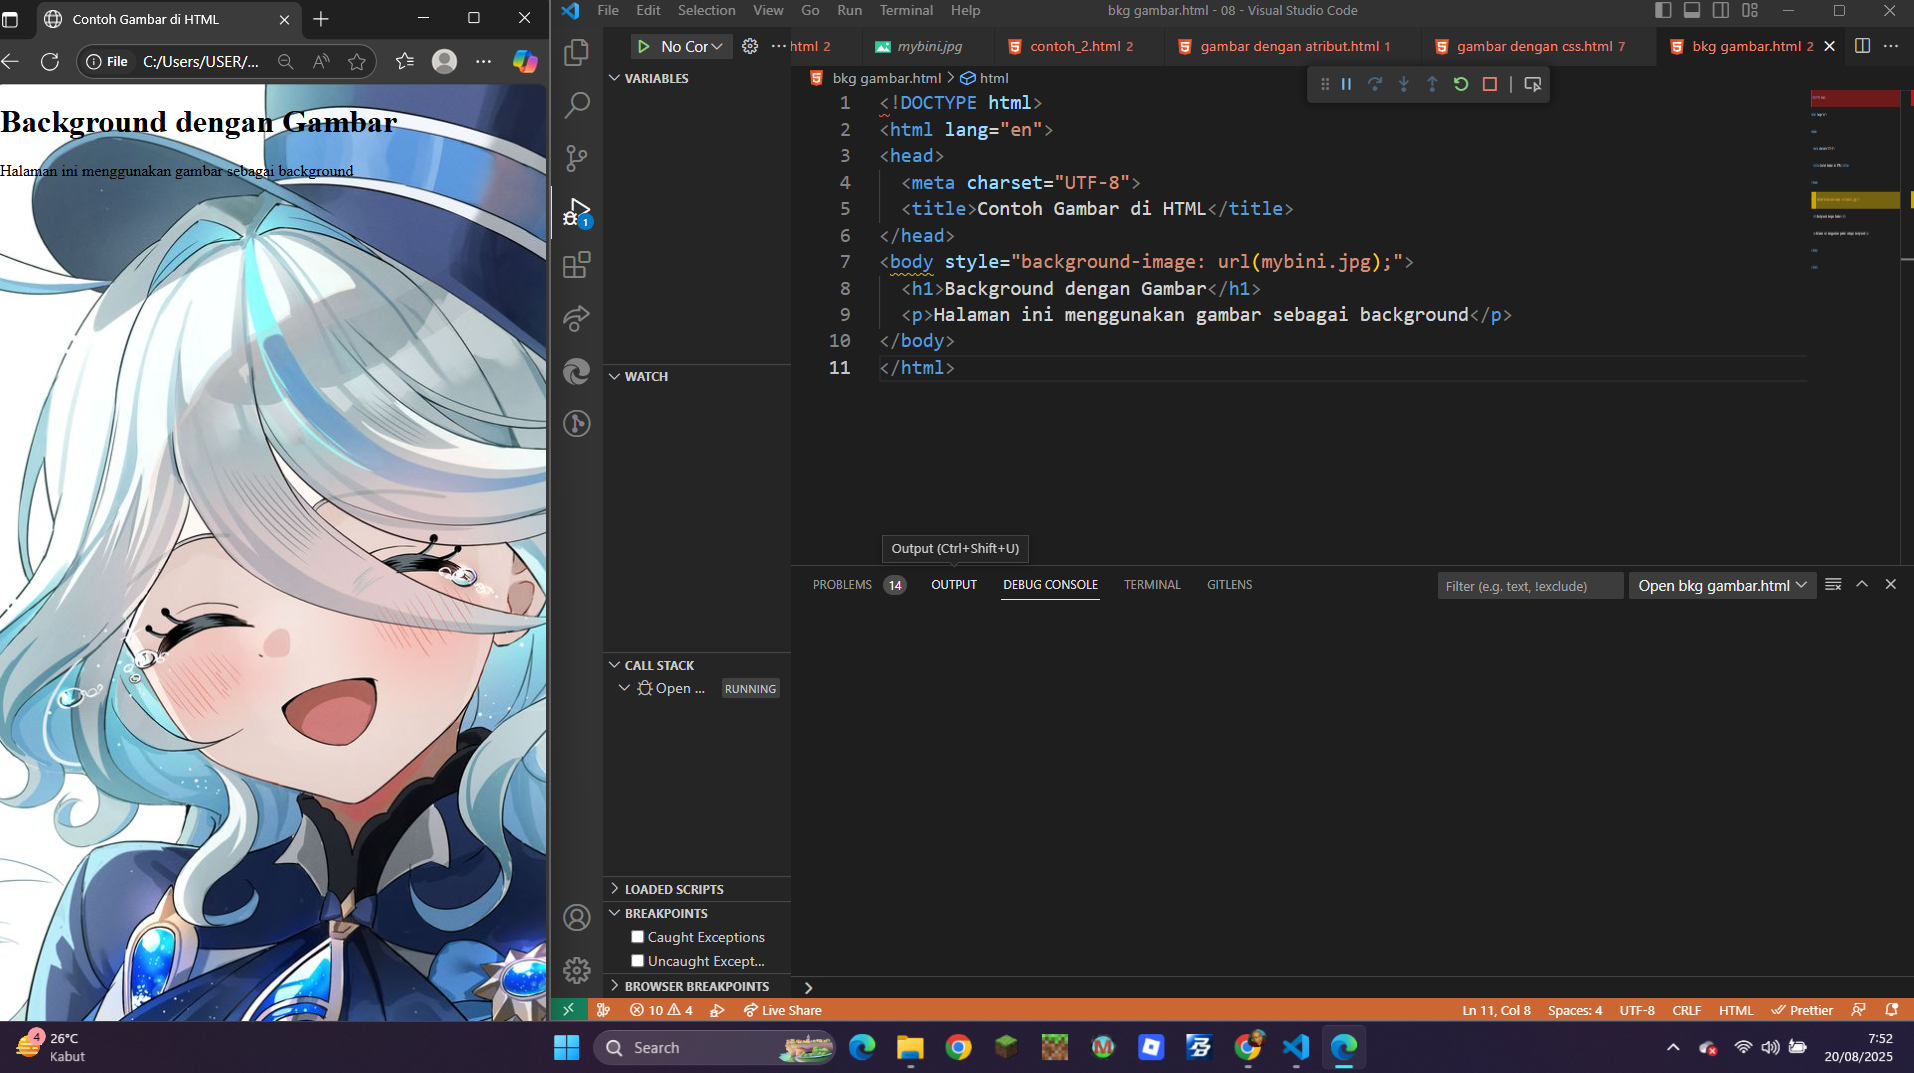 Contoh Gambar di HTML
File C:/Users/USER/...
Background dengan Gambar
Halaman ini menggunakan gambar sebagai background
File Edit Selection View Go Run Terminal Help
bkg gambar.html - 08 - Visual Studio Code
No Cor
html 2
mybini.jpg
contoh_2.html 2
gambar dengan atribut.html 1
gambar dengan css.html 7
bkg gambar.html 2
bkg gambar.html > html
VARIABLES
1 <!DOCTYPE html>
2 <html lang="en">
3 <head>
4 <meta charset="UTF-8">
5 <title>Contoh Gambar di HTML</title>
6 </head>
7 <body style="background-image: url(mybini.jpg);">
8 <h1>Background dengan Gambar</h1>
9 <p>Halaman ini menggunakan gambar sebagai background</p>
10 </body>
11 </html>
1
WATCH
CALL STACK
Open ... RUNNING
LOADED SCRIPTS
BREAKPOINTS
Caught Exceptions
Uncaught Except...
BROWSER BREAKPOINTS
Output (Ctrl+Shift+U)
PROBLEMS 14 OUTPUT DEBUG CONSOLE TERMINAL GITLENS
Filter (e.g. text, !exclude)
Open bkg gambar.html
>
10 4 Live Share
Ln 11, Col 8 Spaces: 4 UTF-8 CRLF HTML Prettier
4
26°C
Kabut
Search
7:52
20/08/2025